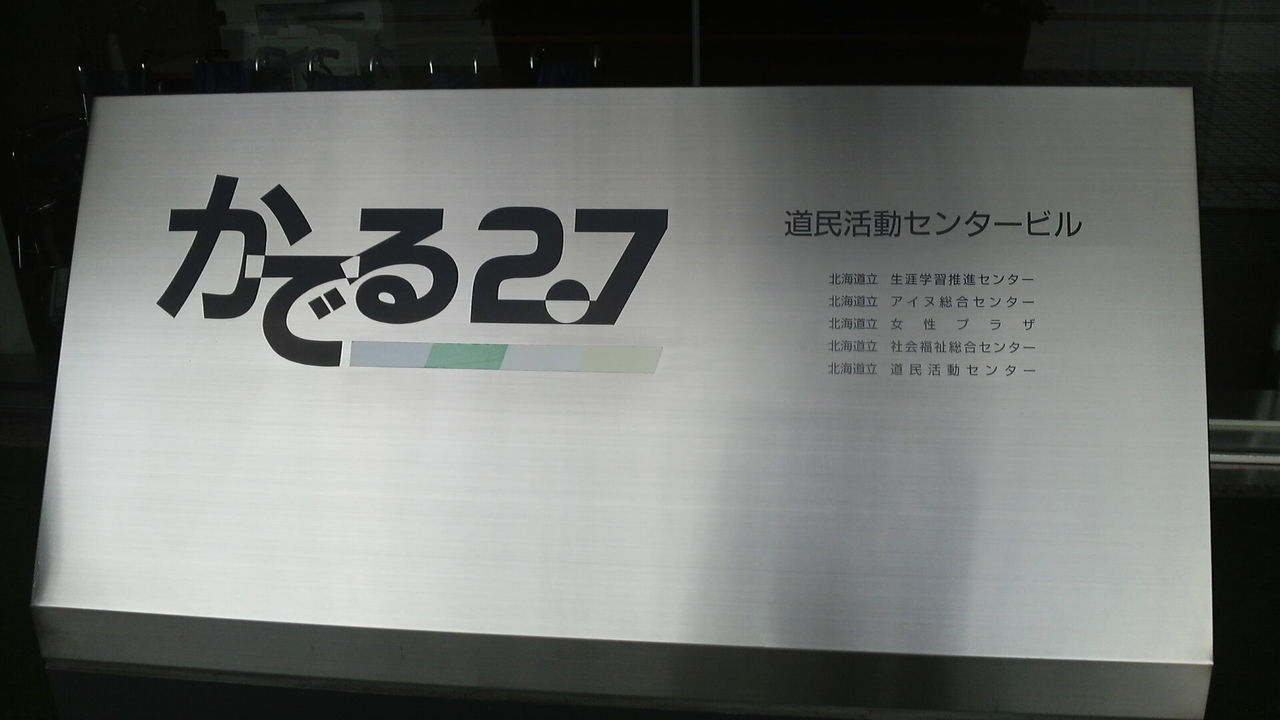 かでる2.7
道民活動センタービル
北海道立 生涯学習推進センター
北海道立 アイヌ総合センター
北海道立 女性プラザ
北海道立 社会福祉総合センター
北海道立 道民活動センター